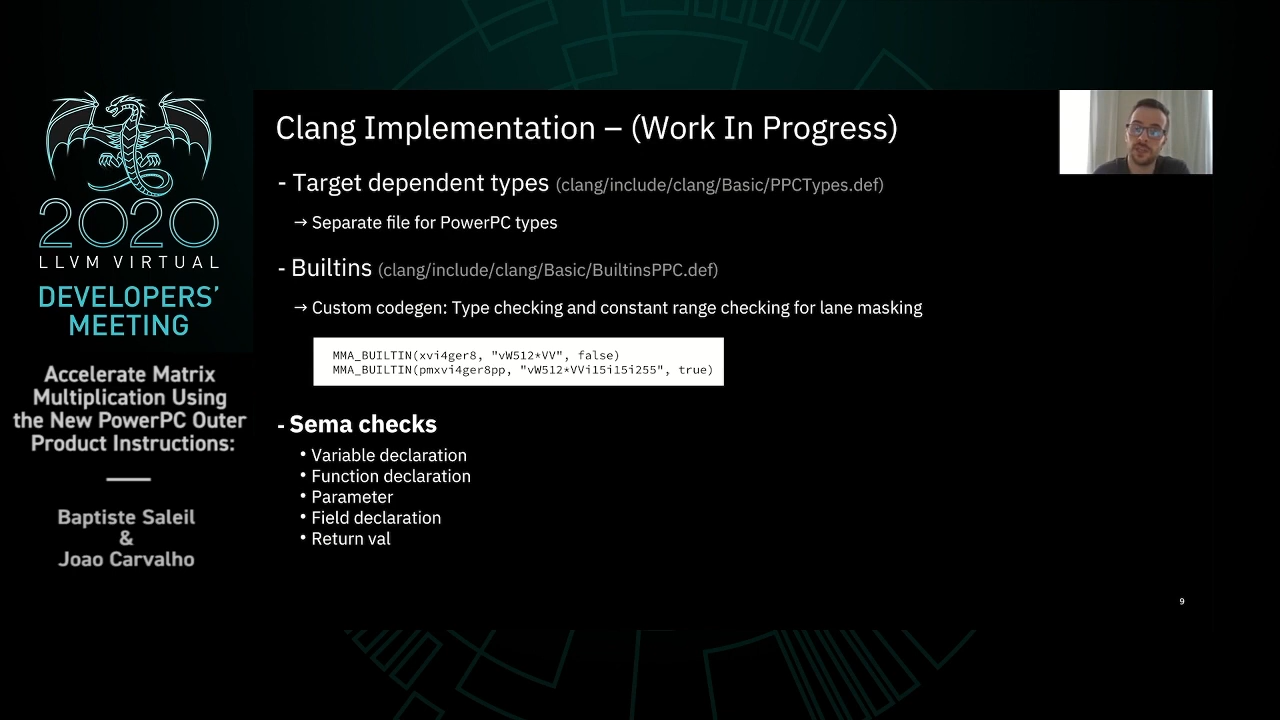 2020
LLVM VIRTUAL
DEVELOPERS’
MEETING
Accelerate Matrix
Multiplication Using
the New PowerPC Outer
Product Instructions:
Baptiste Saleil
&
Joao Carvalho
Clang Implementation – (Work In Progress)
- Target dependent types (clang/include/clang/Basic/PPCTypes.def)
→ Separate file for PowerPC types
- Builtins (clang/include/clang/Basic/BuiltinsPPC.def)
→ Custom codegen: Type checking and constant range checking for lane masking
MMA_BUILTIN(xvi4ger8, "vW512*VV", false)
MMA_BUILTIN(pmxvi4ger8pp, "vW512*VVi15i15i255", true)
- Sema checks
• Variable declaration
• Function declaration
• Parameter
• Field declaration
• Return val
9